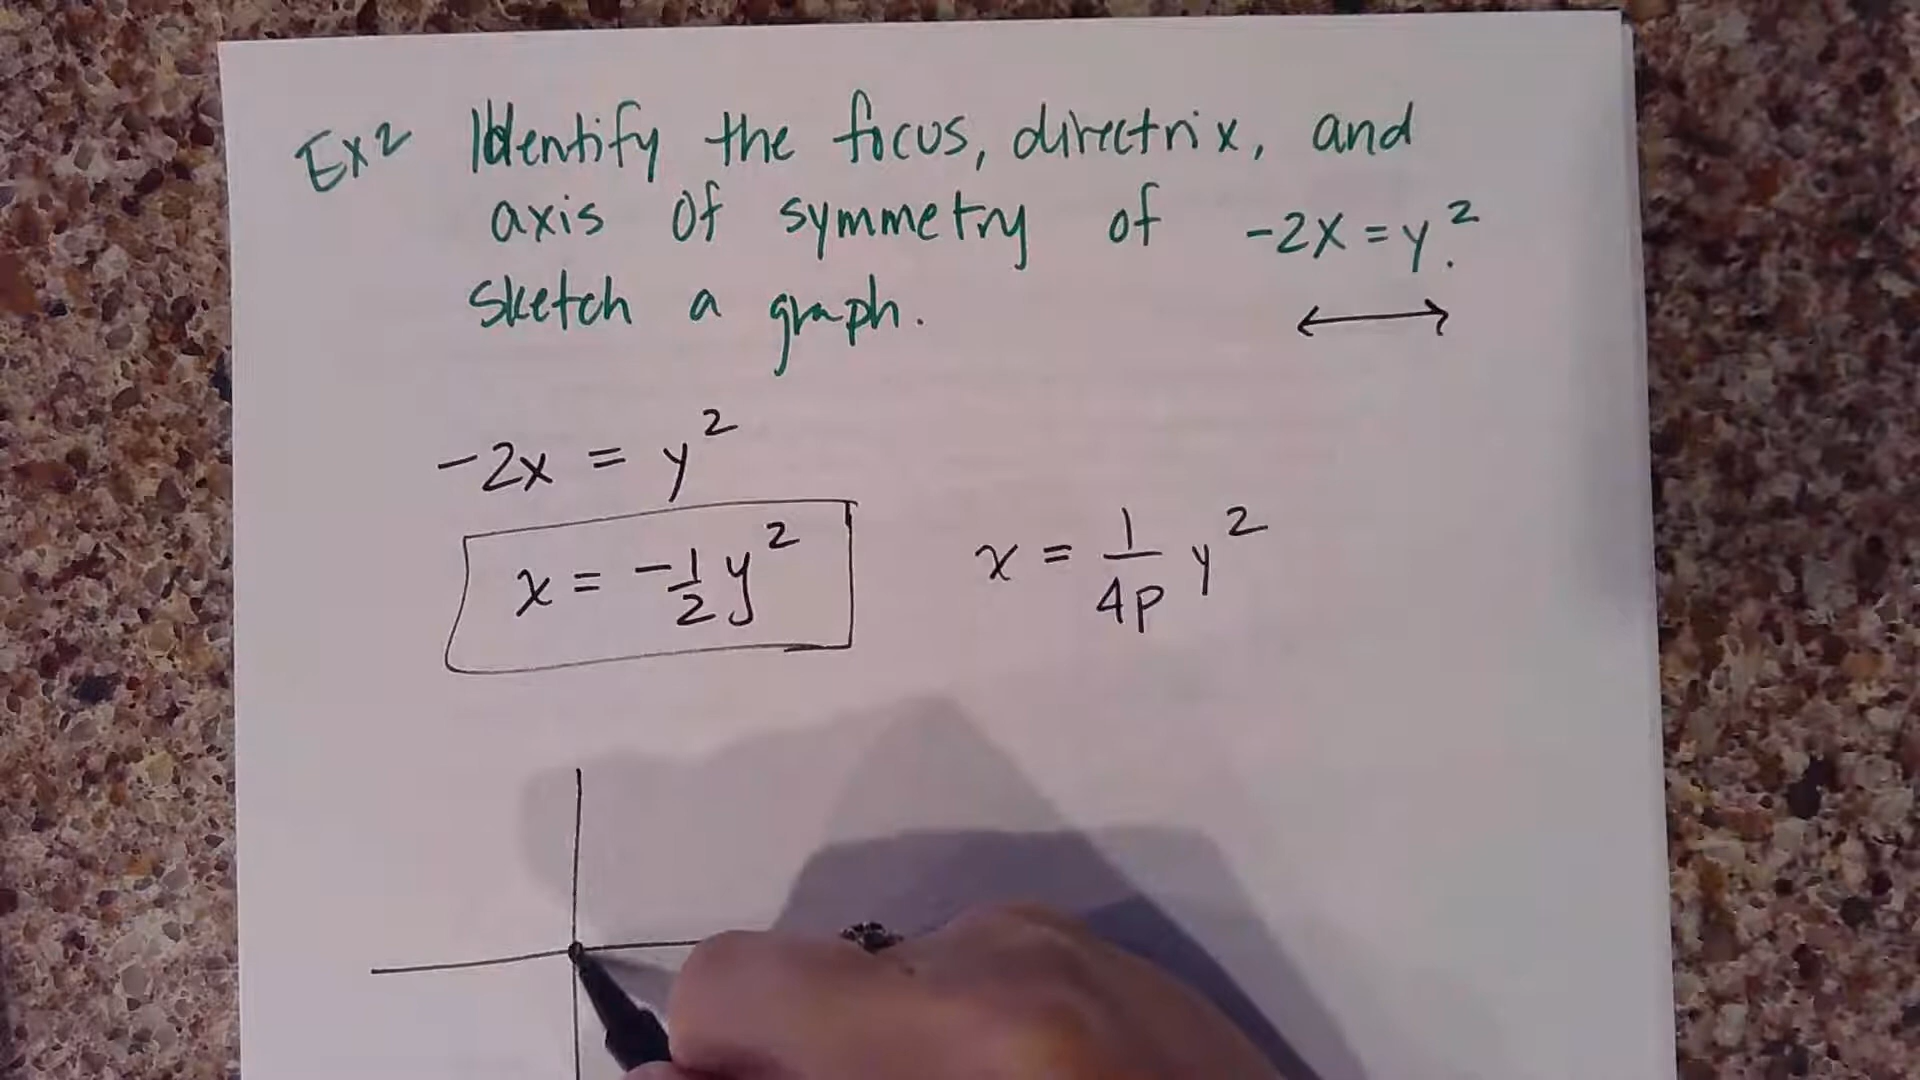 Ex2 Identify the focus, directrix, and
axis of symmetry of -2x = y².
sketch a graph.
-2x = y²
x = -1/2 y²
x = 1/4p y²